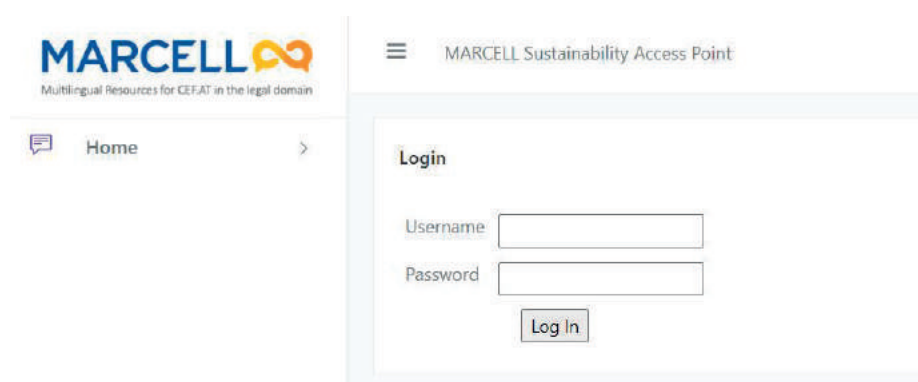 MARCELL
Multilingual Resources for CEF.AT in the legal domain
MARCELL Sustainability Access Point
Home
Login
Username
Password
Log In